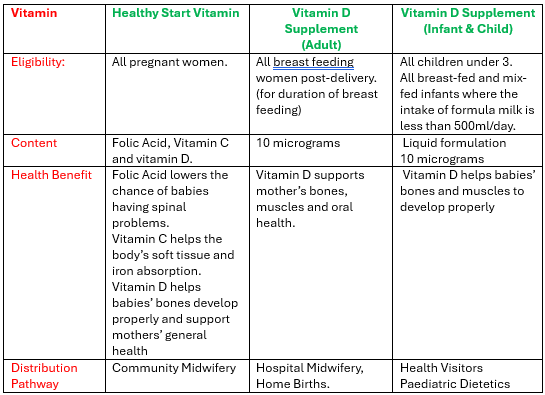 Vitamin
Healthy Start Vitamin
Vitamin D
Supplement
(Adult)
Vitamin D Supplement
(Infant & Child)
Eligibility:
All pregnant women.
All breast feeding
women post-delivery.
(for duration of breast
feeding)
All children under 3.
All breast-fed and mix-
fed infants where the
intake of formula milk is
less than 500ml/day.
Content
Folic Acid, Vitamin C
and vitamin D.
10 micrograms
Liquid formulation
10 micrograms
Health Benefit
Folic Acid lowers the
chance of babies
having spinal
problems.
Vitamin C helps the
body’s soft tissue and
iron absorption.
Vitamin D helps
babies’ bones develop
properly and support
mothers’ general
health
Vitamin D supports
mother’s bones,
muscles and oral
health.
Vitamin D helps babies’
bones and muscles to
develop properly
Distribution
Pathway
Community Midwifery
Hospital Midwifery,
Home Births.
Health Visitors
Paediatric Dietetics